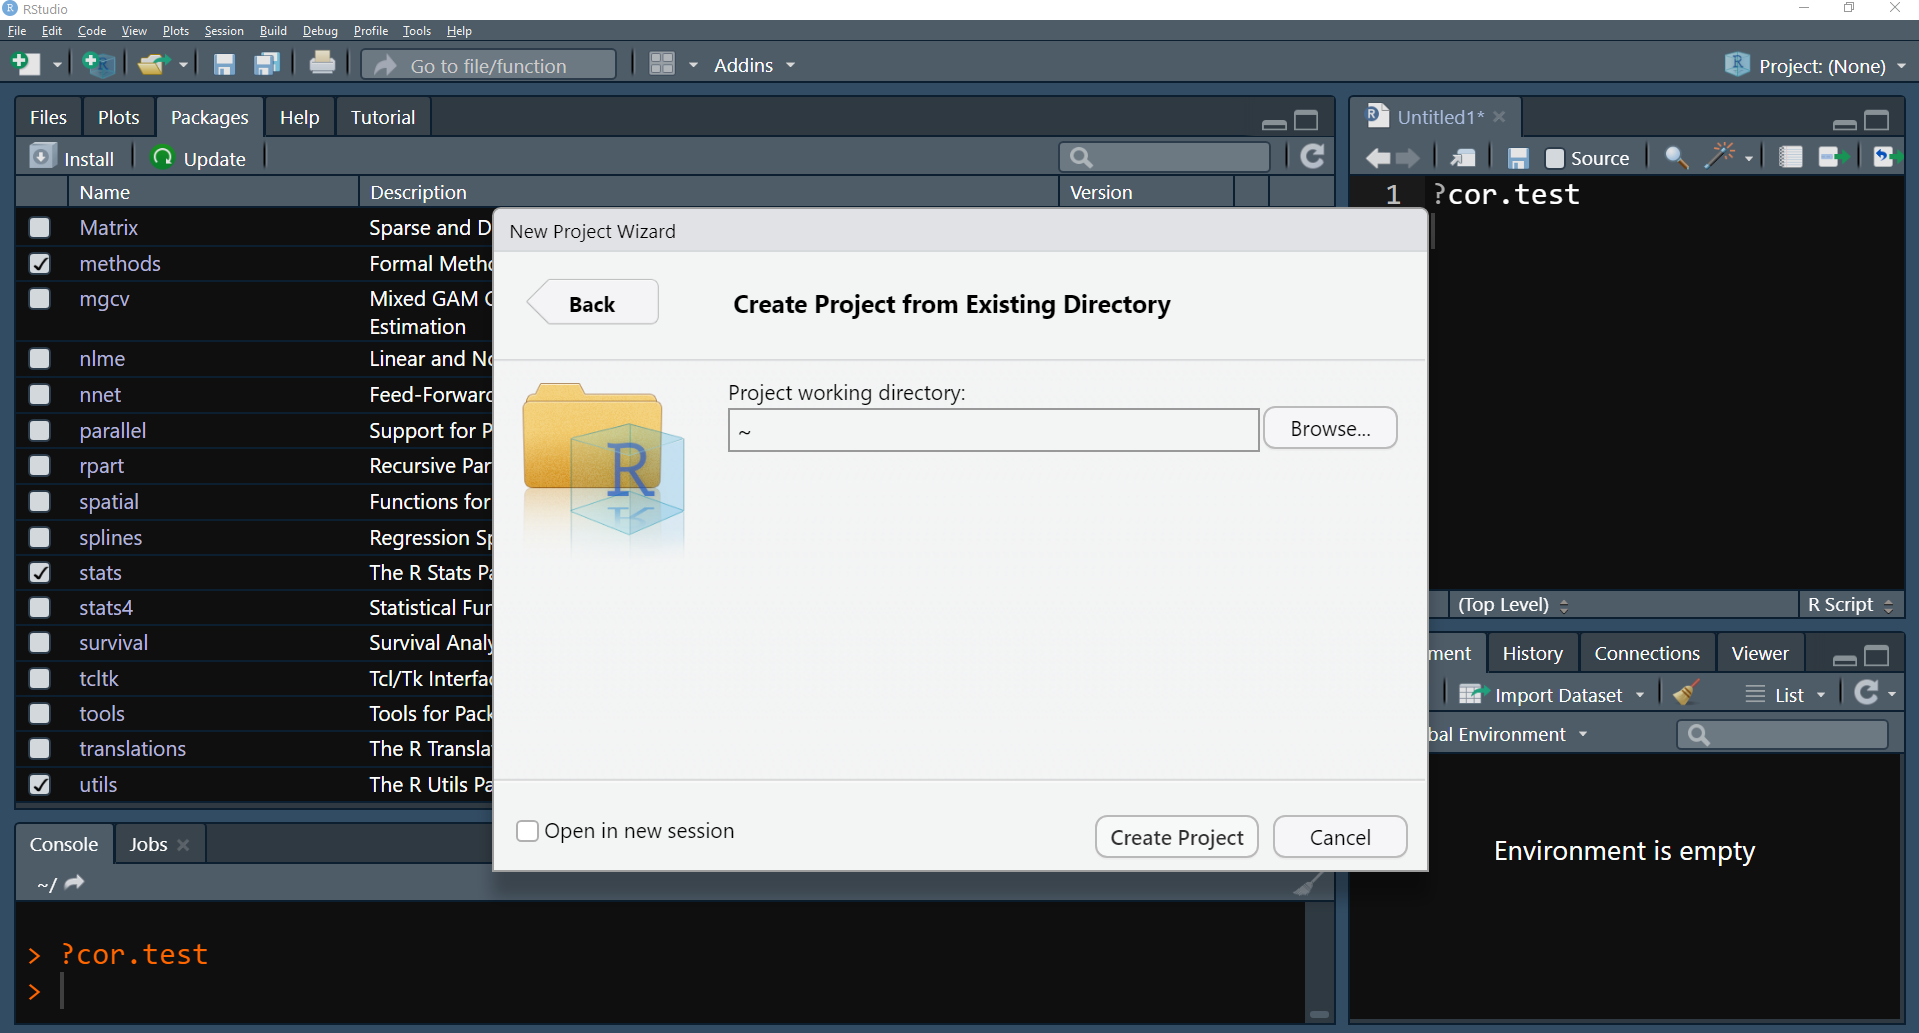 RStudio
File Edit Code View Plots Session Build Debug Profile Tools Help
Go to file/function
Addins
Project: (None)
Files Plots Packages Help Tutorial
Install Update
Name Description Version
Matrix Sparse and D
methods Formal Meth
mgcv Mixed GAM
Estimation
nlme Linear and No
nnet Feed-Forward
parallel Support for P
rpart Recursive Par
spatial Functions for
splines Regression Sp
stats The R Stats Pa
stats4 Statistical Fun
survival Survival Analy
tcltk Tcl/Tk Interfac
tools Tools for Pack
translations The R Transla
utils The R Utils Pa
New Project Wizard
Back
Create Project from Existing Directory
Project working directory:
~
Browse...
R
Open in new session
Create Project
Cancel
Untitled1*
Source
1 ?cor.test
(Top Level)
R Script
ment History Connections Viewer
Import Dataset
List
bal Environment
Environment is empty
Console Jobs
~/
> ?cor.test
>